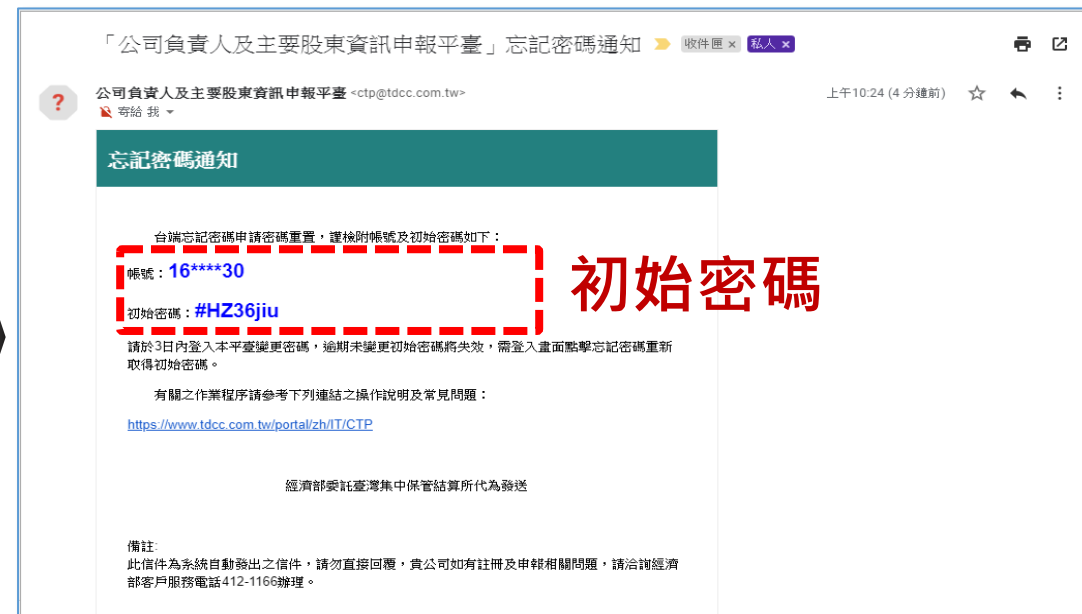 「公司負責人及主要股東資訊申報平臺」忘記密碼通知 收件匣 × 私人 ×
公司負責人及主要股東資訊申報平臺 <ctp@tdcc.com.tw>
上午10:24 (4 分鐘前)
寄給 我
忘記密碼通知
台端忘記密碼申請密碼重置，謹檢附帳號及初始密碼如下：
帳號：16****30
初始密碼：#HZ36jiu
初始密碼
請於3日內登入本平臺變更密碼，逾期未變更初始密碼將失效，需登入畫面點擊忘記密碼重新
取得初始密碼。
有關之作業程序請參考下列連結之操作說明及常見問題：
https://www.tdcc.com.tw/portal/zh/IT/CTP
經濟部委託臺灣集中保管結算所代為發送
備註:
此信件為系統自動發出之信件，請勿直接回覆，貴公司如有註冊及申報相關問題，請洽詢經濟
部客戶服務電話412-1166辦理。